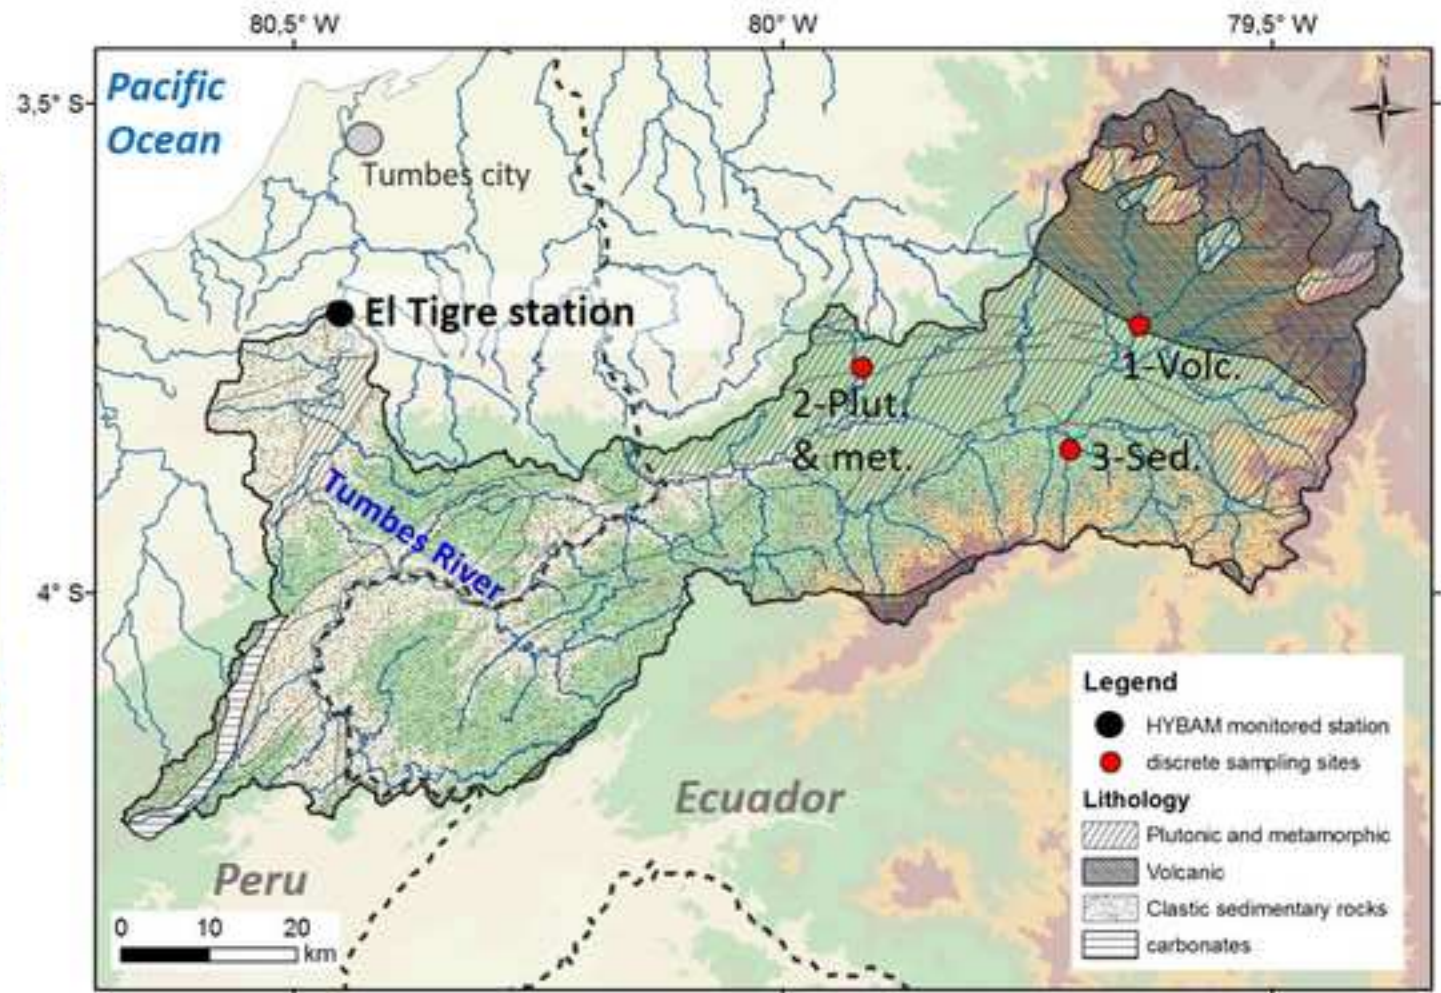 80,5° W
80° W
79,5° W
3,5° S
Pacific
Ocean
N
Tumbes city
El Tigre station
1-Volc.
2-Plut.
& met.
3-Sed.
Tumbes River
4° S
Ecuador
Peru
0 10 20
km
Legend
HYBAM monitored station
discrete sampling sites
Lithology
Plutonic and metamorphic
Volcanic
Clastic sedimentary rocks
carbonates